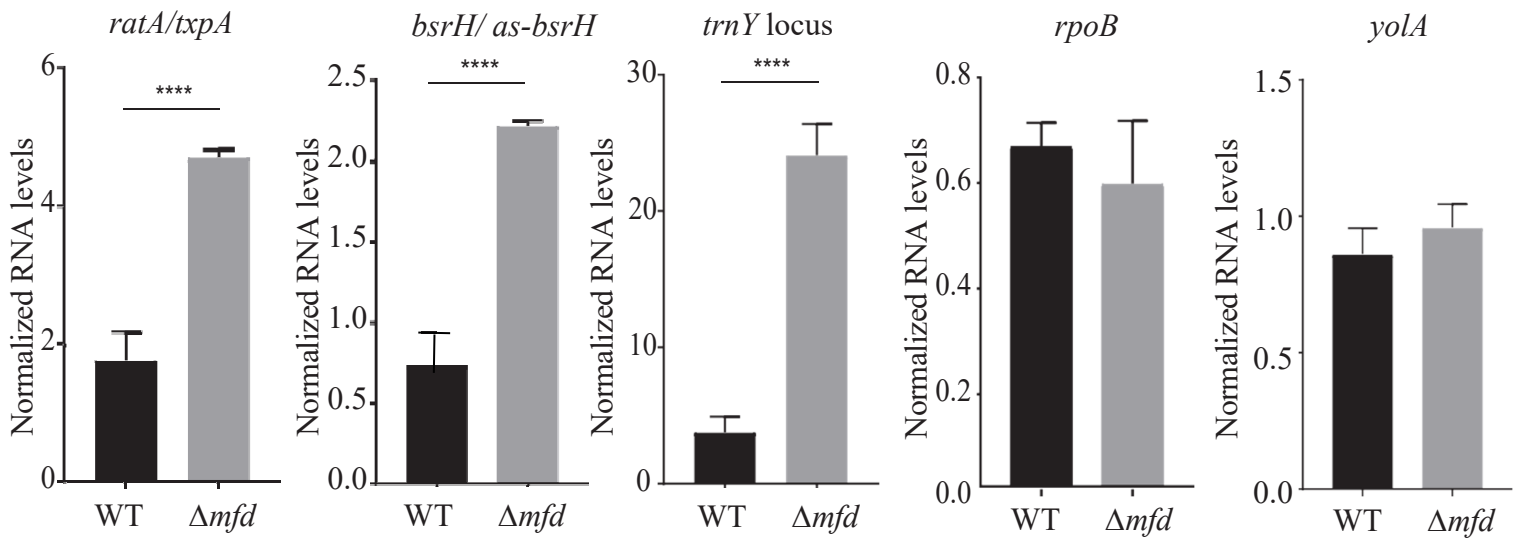 ratA/txpA
Normalized RNA levels
6
4
2
0
****
WT
Δmfd
bsrH/ as-bsrH
Normalized RNA levels
2.5
2.0
1.5
1.0
0.5
0.0
****
WT
Δmfd
trnY locus
Normalized RNA levels
30
20
10
0
****
WT
Δmfd
rpoB
Normalized RNA levels
0.8
0.6
0.4
0.2
0.0
WT
Δmfd
yolA
Normalized RNA levels
1.5
1.0
0.5
0.0
WT
Δmfd